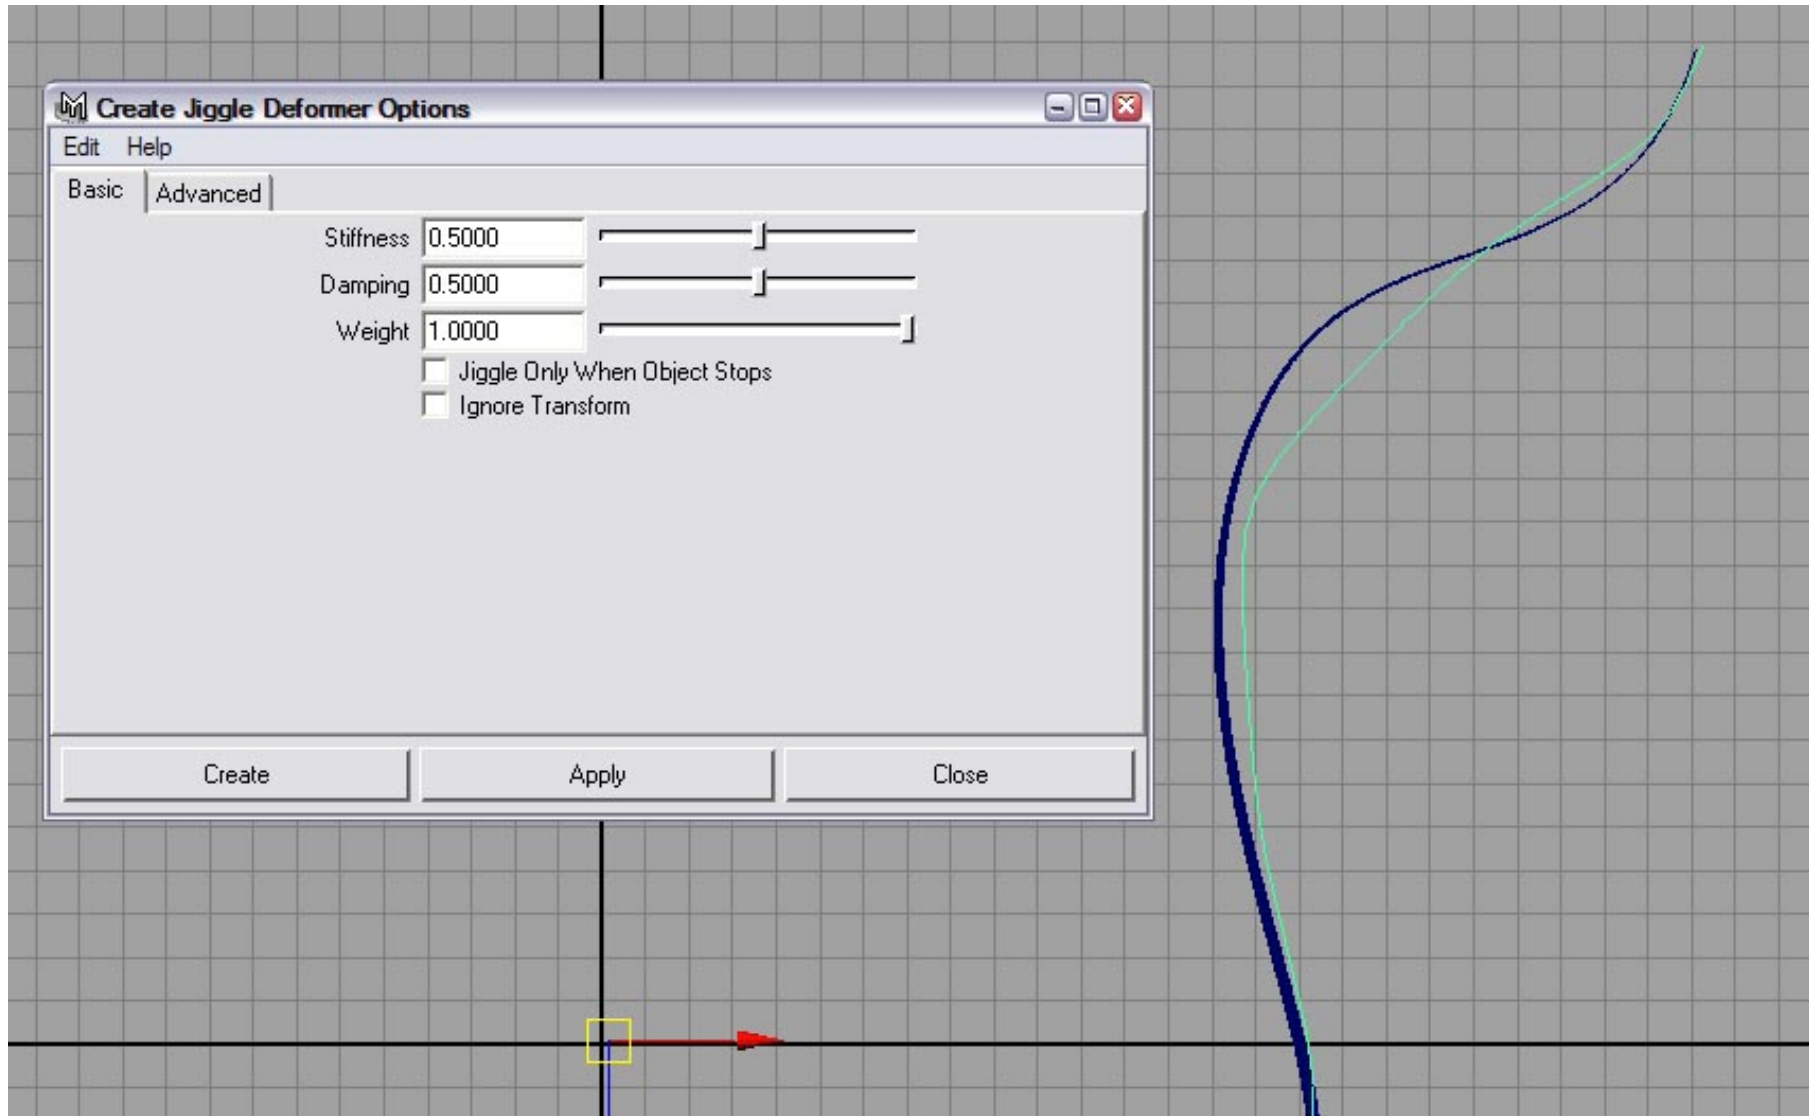 Create Jiggle Deformer Options
Edit Help
Basic Advanced
Stiffness 0.5000
Damping 0.5000
Weight 1.0000
Jiggle Only When Object Stops
Ignore Transform
Create Apply Close